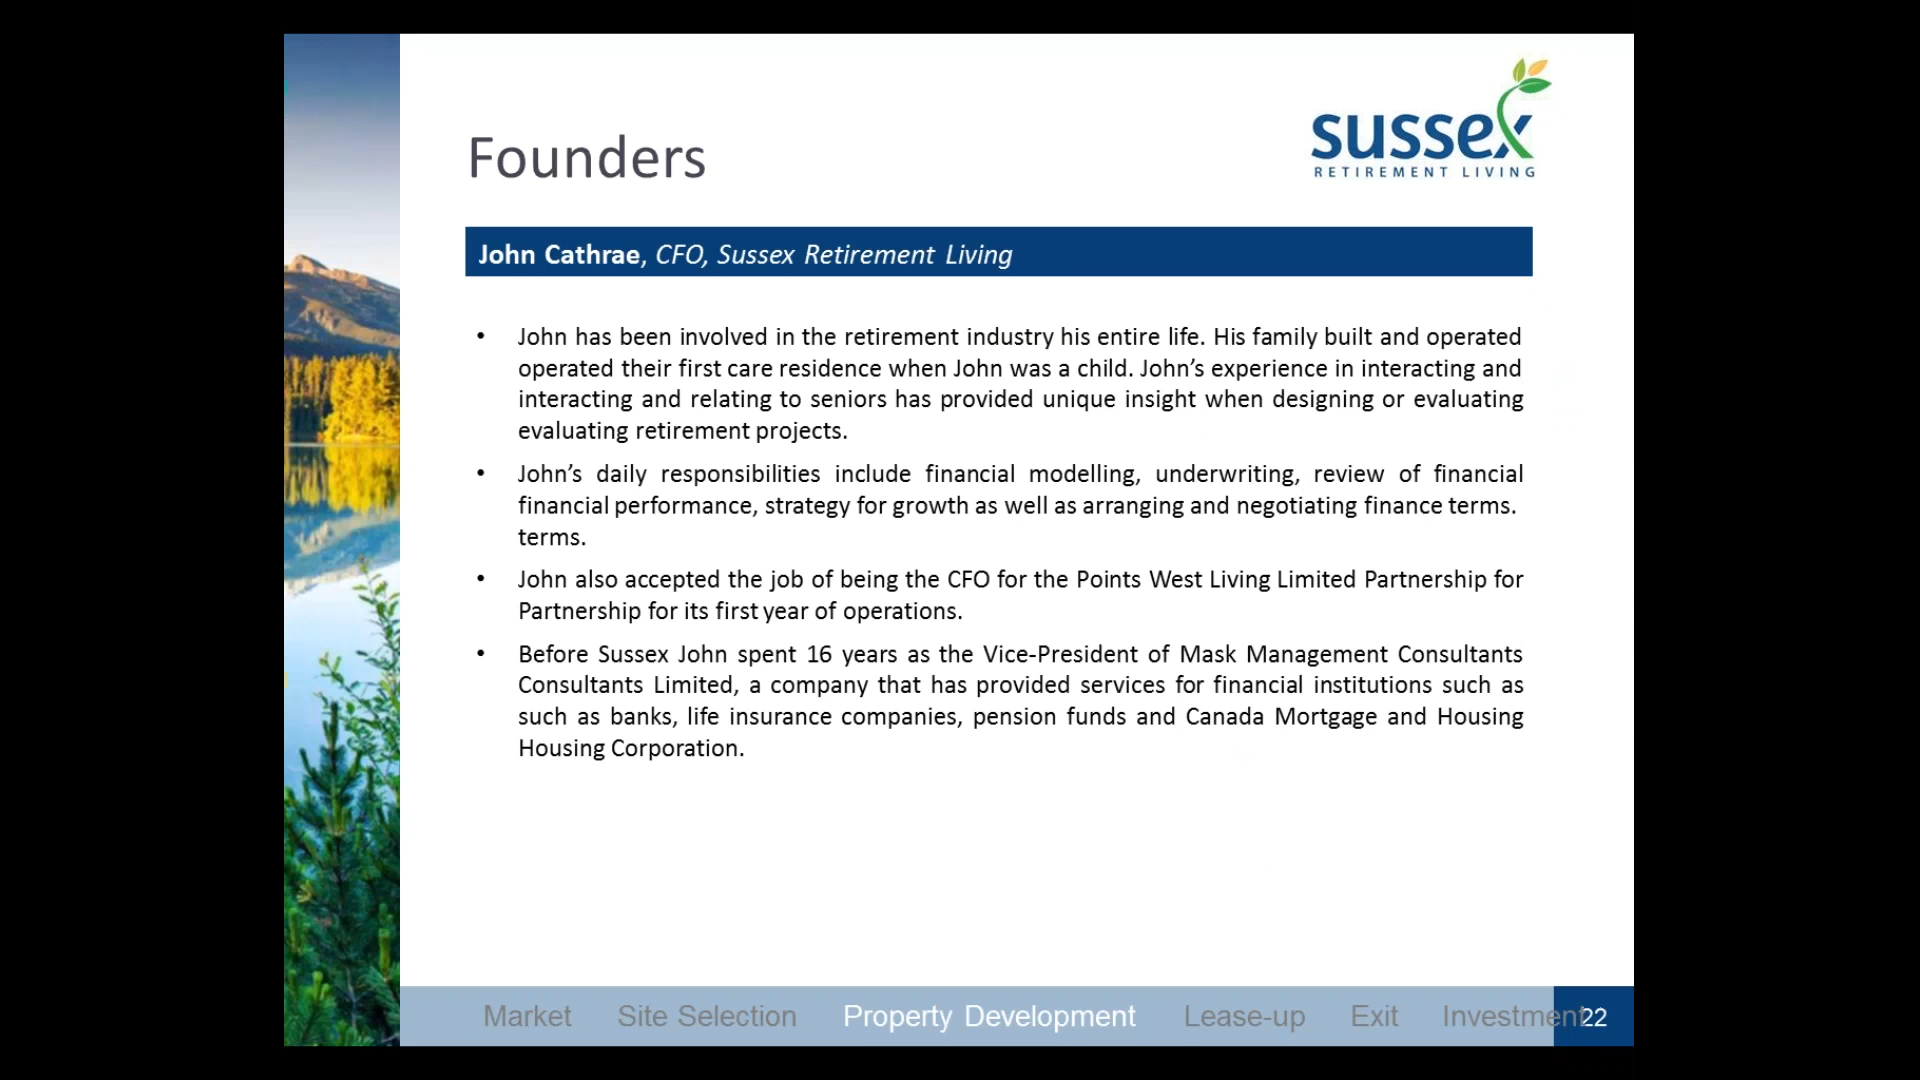 sussex
RETIREMENT LIVING
Founders
John Cathrae, CFO, Sussex Retirement Living
• John has been involved in the retirement industry his entire life. His family built and operated
operated their first care residence when John was a child. John’s experience in interacting and
interacting and relating to seniors has provided unique insight when designing or evaluating
evaluating retirement projects.
• John’s daily responsibilities include financial modelling, underwriting, review of financial
financial performance, strategy for growth as well as arranging and negotiating finance terms.
terms.
• John also accepted the job of being the CFO for the Points West Living Limited Partnership for
Partnership for its first year of operations.
• Before Sussex John spent 16 years as the Vice-President of Mask Management Consultants
Consultants Limited, a company that has provided services for financial institutions such as
such as banks, life insurance companies, pension funds and Canada Mortgage and Housing
Housing Corporation.
Market Site Selection Property Development Lease-up Exit Investment 22